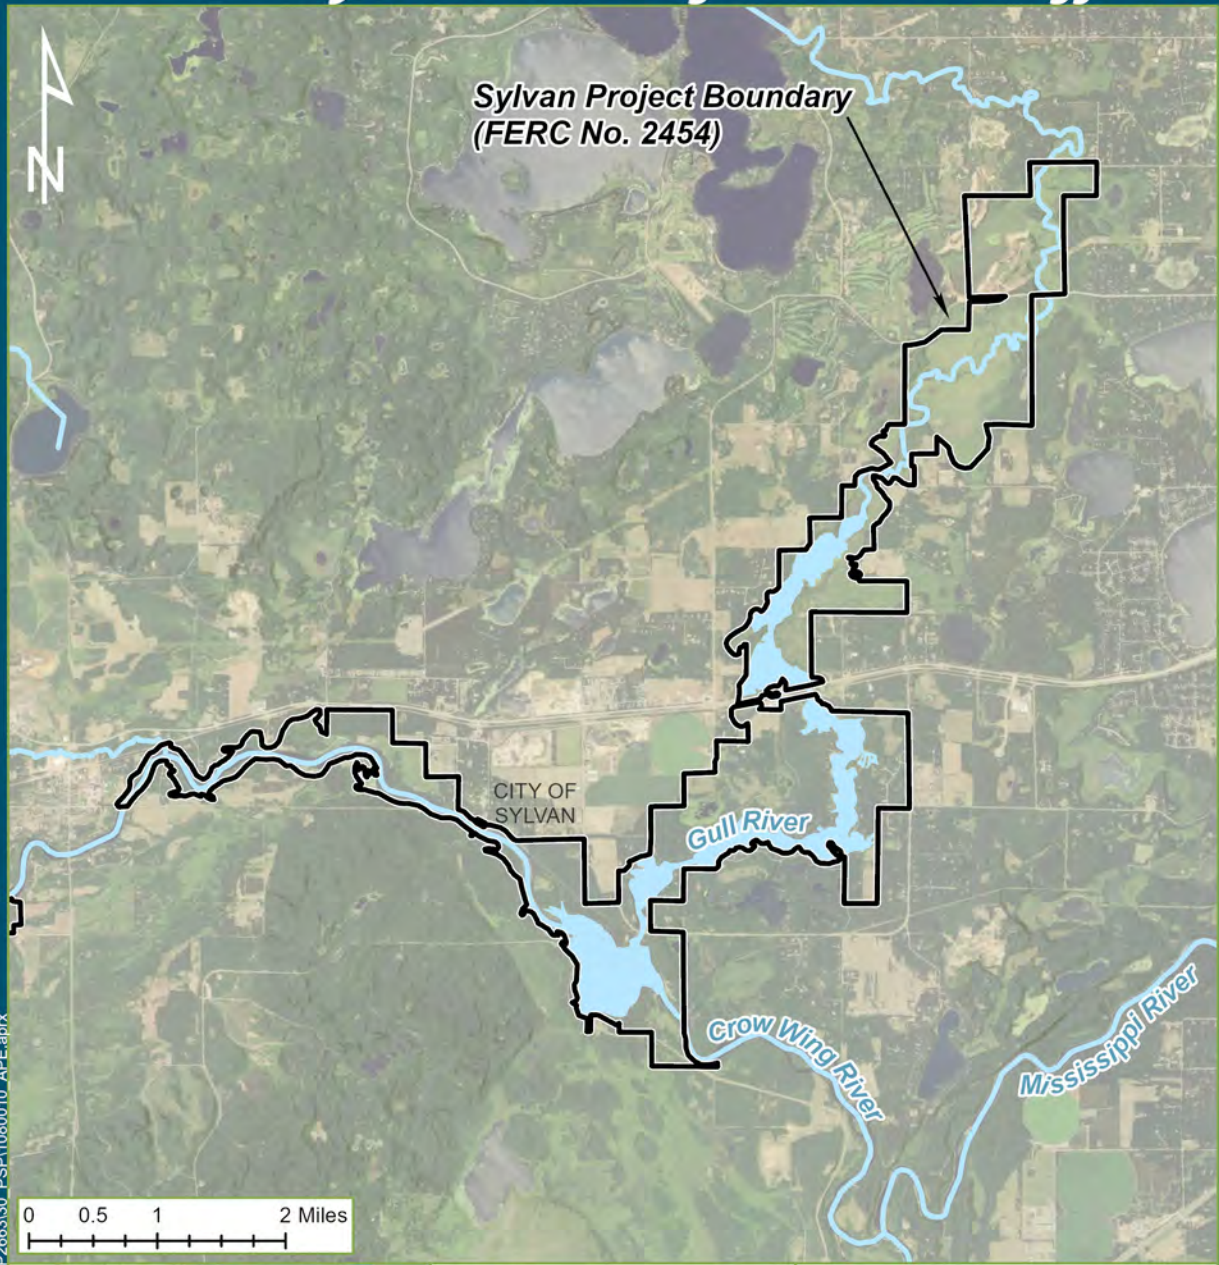 Sylvan Project Boundary
(FERC No. 2454)
N
CITY OF
SYLVAN
Gull River
Crow Wing River
Mississippi River
0 0.5 1 2 Miles